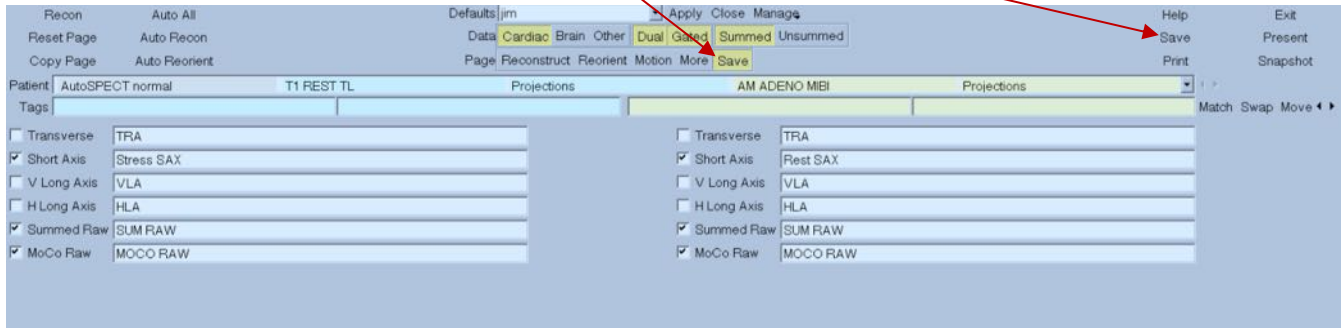 Recon Auto All Defaults jim Apply Close Manage Help Exit
Reset Page Auto Recon Data Cardiac Brain Other Dual Gated Summed Unsummed Save Present
Copy Page Auto Reorient Page Reconstruct Reorient Motion More Save Print Snapshot
Patient AutoSPECT normal T1 REST TL Projections AM ADENO MIBI Projections
Tags Match Swap Move
Transverse TRA Transverse TRA
Short Axis Stress SAX Short Axis Rest SAX
V Long Axis VLA V Long Axis VLA
H Long Axis HLA H Long Axis HLA
Summed Raw SUM RAW Summed Raw SUM RAW
MoCo Raw MOCO RAW MoCo Raw MOCO RAW